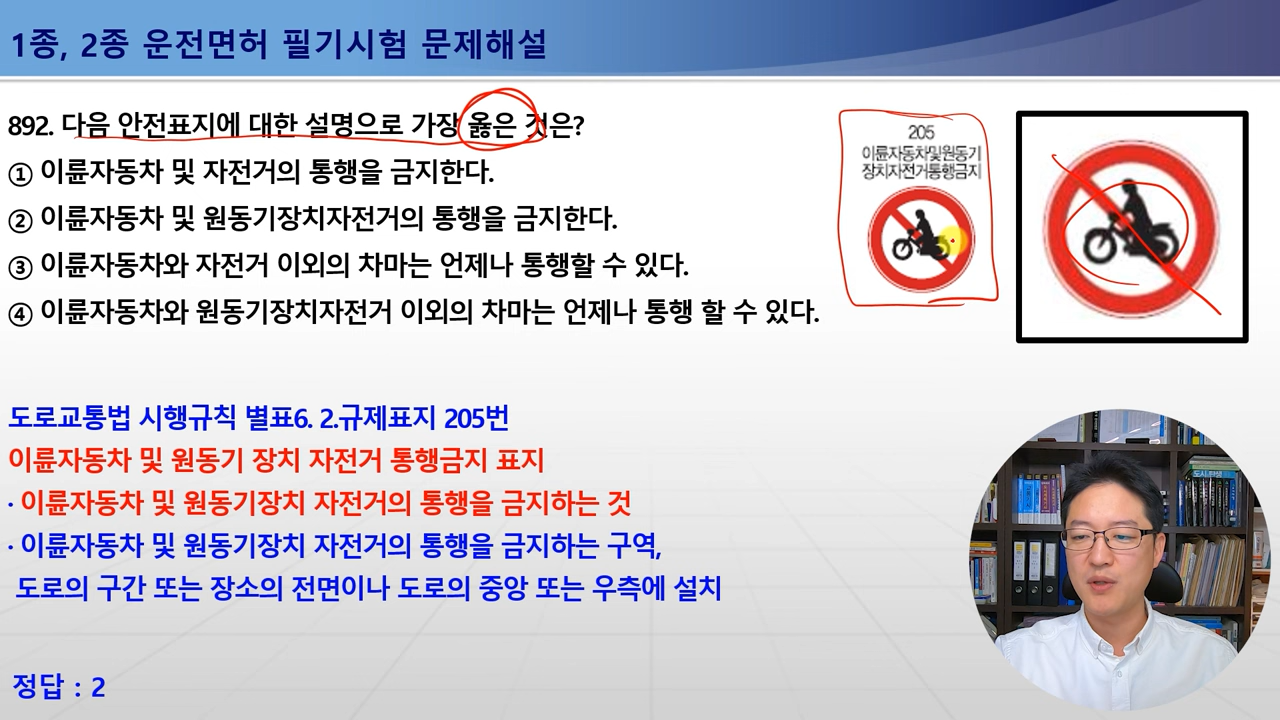 1종, 2종 운전면허 필기시험 문제해설
892. 다음 안전표지에 대한 설명으로 가장 옳은 것은?
① 이륜자동차 및 자전거의 통행을 금지한다.
② 이륜자동차 및 원동기장치자전거의 통행을 금지한다.
③ 이륜자동차와 자전거 이외의 차마는 언제나 통행할 수 있다.
④ 이륜자동차와 원동기장치자전거 이외의 차마는 언제나 통행 할 수 있다.
205
이륜자동차및원동기
장치자전거통행금지
도로교통법 시행규칙 별표6. 2.규제표지 205번
이륜자동차 및 원동기 장치 자전거 통행금지 표지
· 이륜자동차 및 원동기장치 자전거의 통행을 금지하는 것
· 이륜자동차 및 원동기장치 자전거의 통행을 금지하는 구역,
도로의 구간 또는 장소의 전면이나 도로의 중앙 또는 우측에 설치
정답 : 2